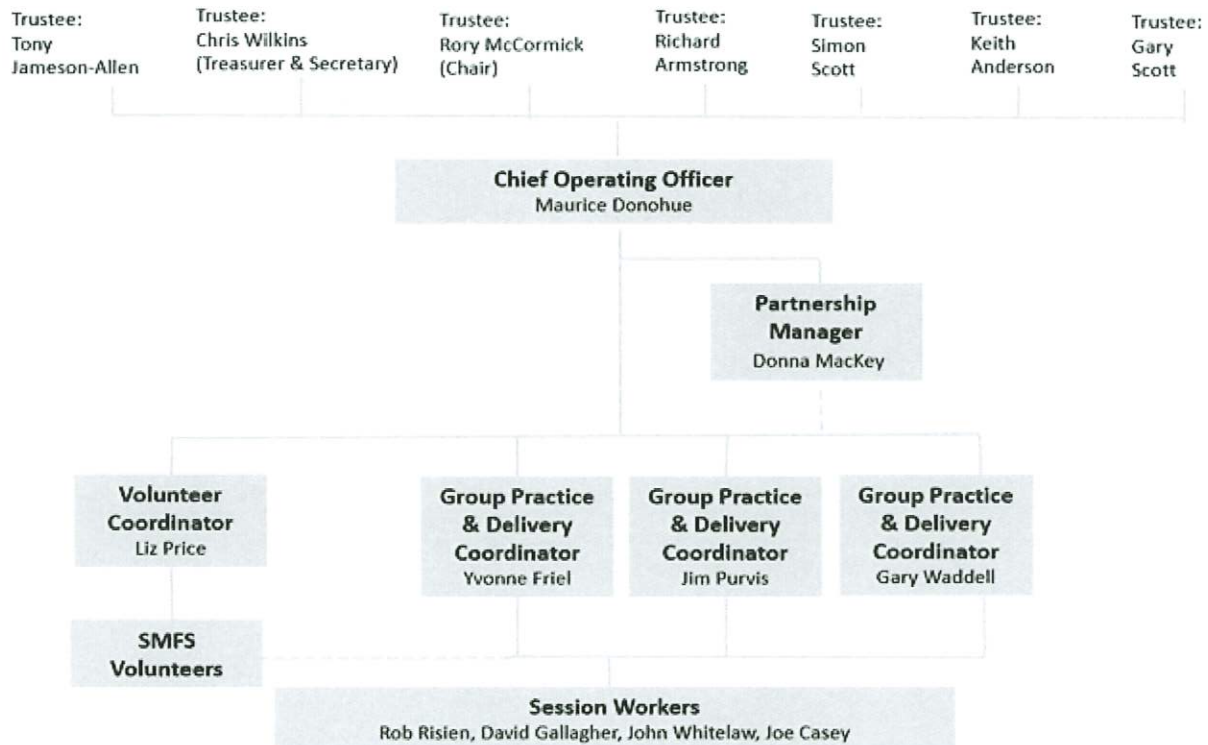 Trustee:
Tony
Jameson-Allen
Trustee:
Chris Wilkins
(Treasurer & Secretary)
Trustee:
Rory McCormick
(Chair)
Trustee:
Richard
Armstrong
Trustee:
Simon
Scott
Trustee:
Keith
Anderson
Trustee:
Gary
Scott
Chief Operating Officer
Maurice Donohue
Partnership
Manager
Donna MacKey
Volunteer
Coordinator
Liz Price
Group Practice
& Delivery
Coordinator
Yvonne Friel
Group Practice
& Delivery
Coordinator
Jim Purvis
Group Practice
& Delivery
Coordinator
Gary Waddell
SMFS
Volunteers
Session Workers
Rob Risien, David Gallagher, John Whitelaw, Joe Casey